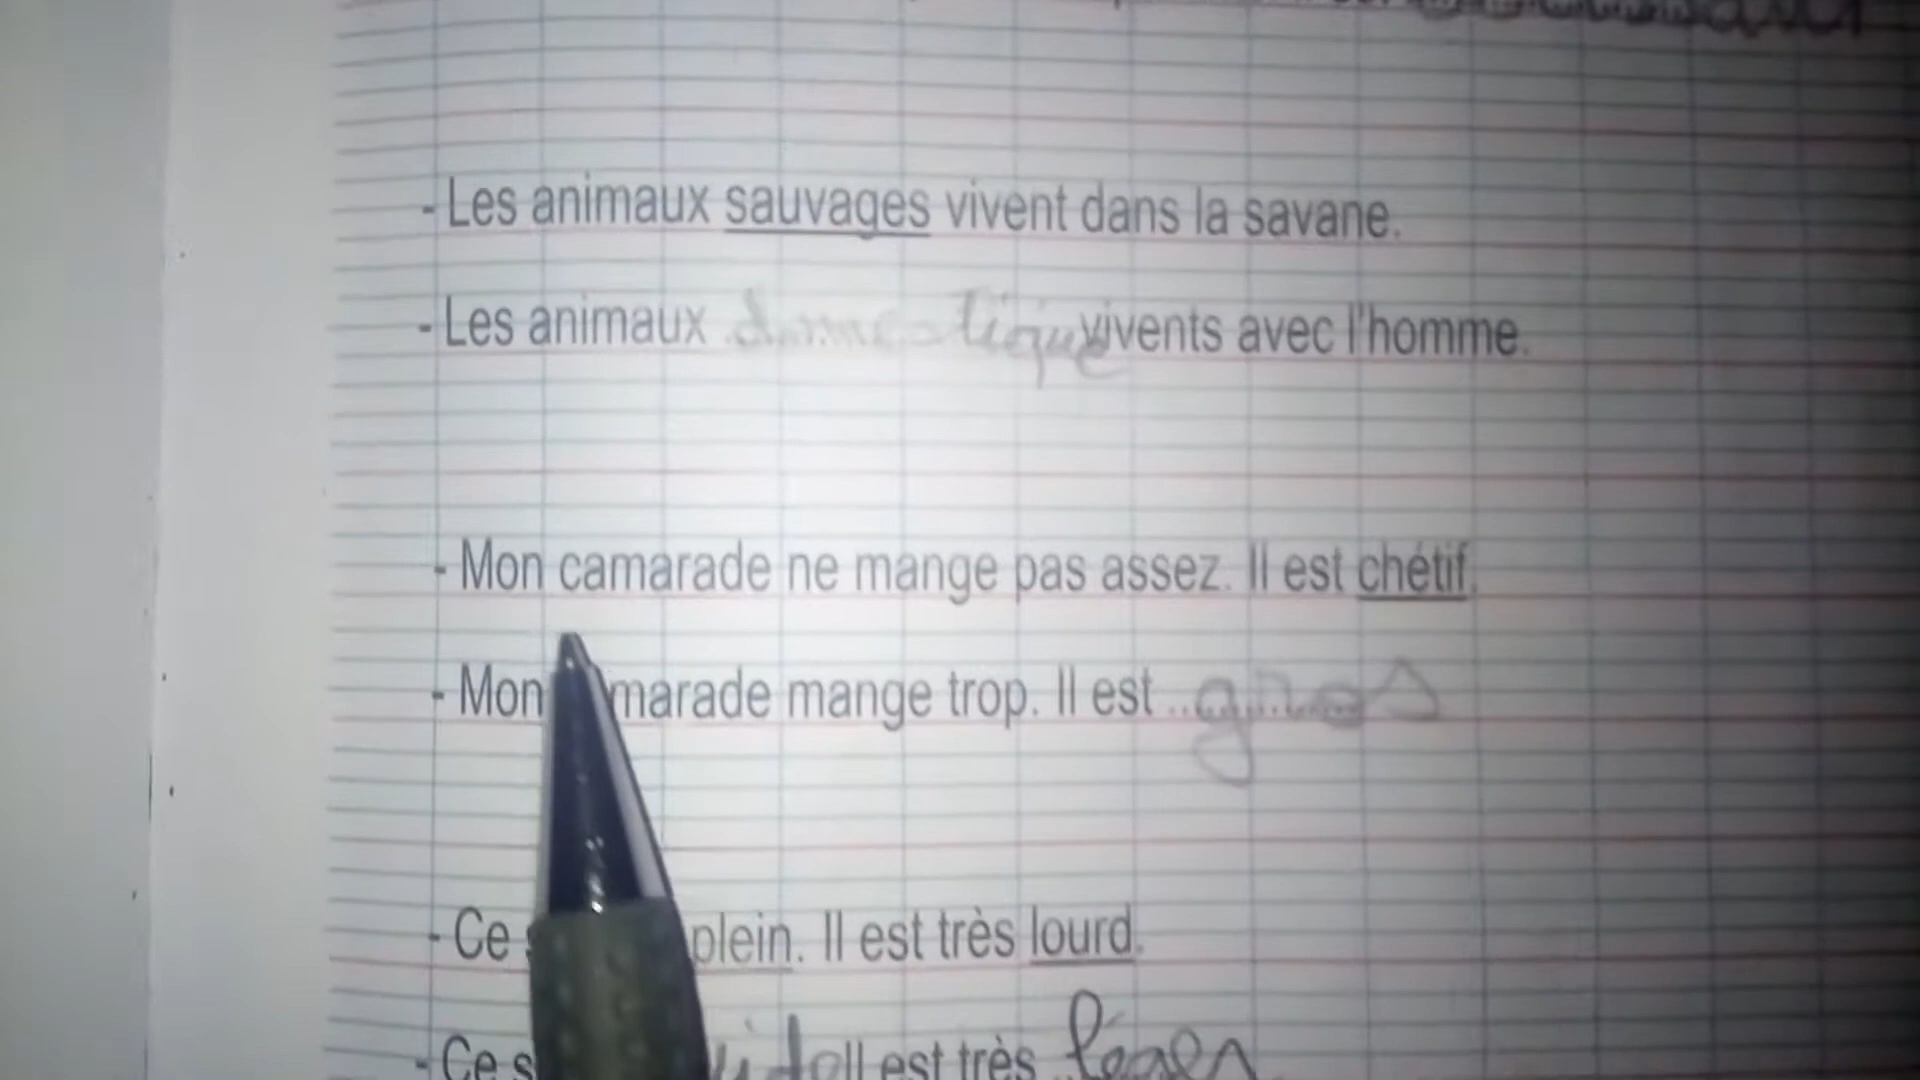 - Les animaux sauvages vivent dans la savane.
- Les animaux domestique vivents avec l'homme.
- Mon camarade ne mange pas assez. Il est chétif.
- Mon marade mange trop. Il est ..gros
- Ce plein. Il est très lourd.
- Ce s Il est très léger